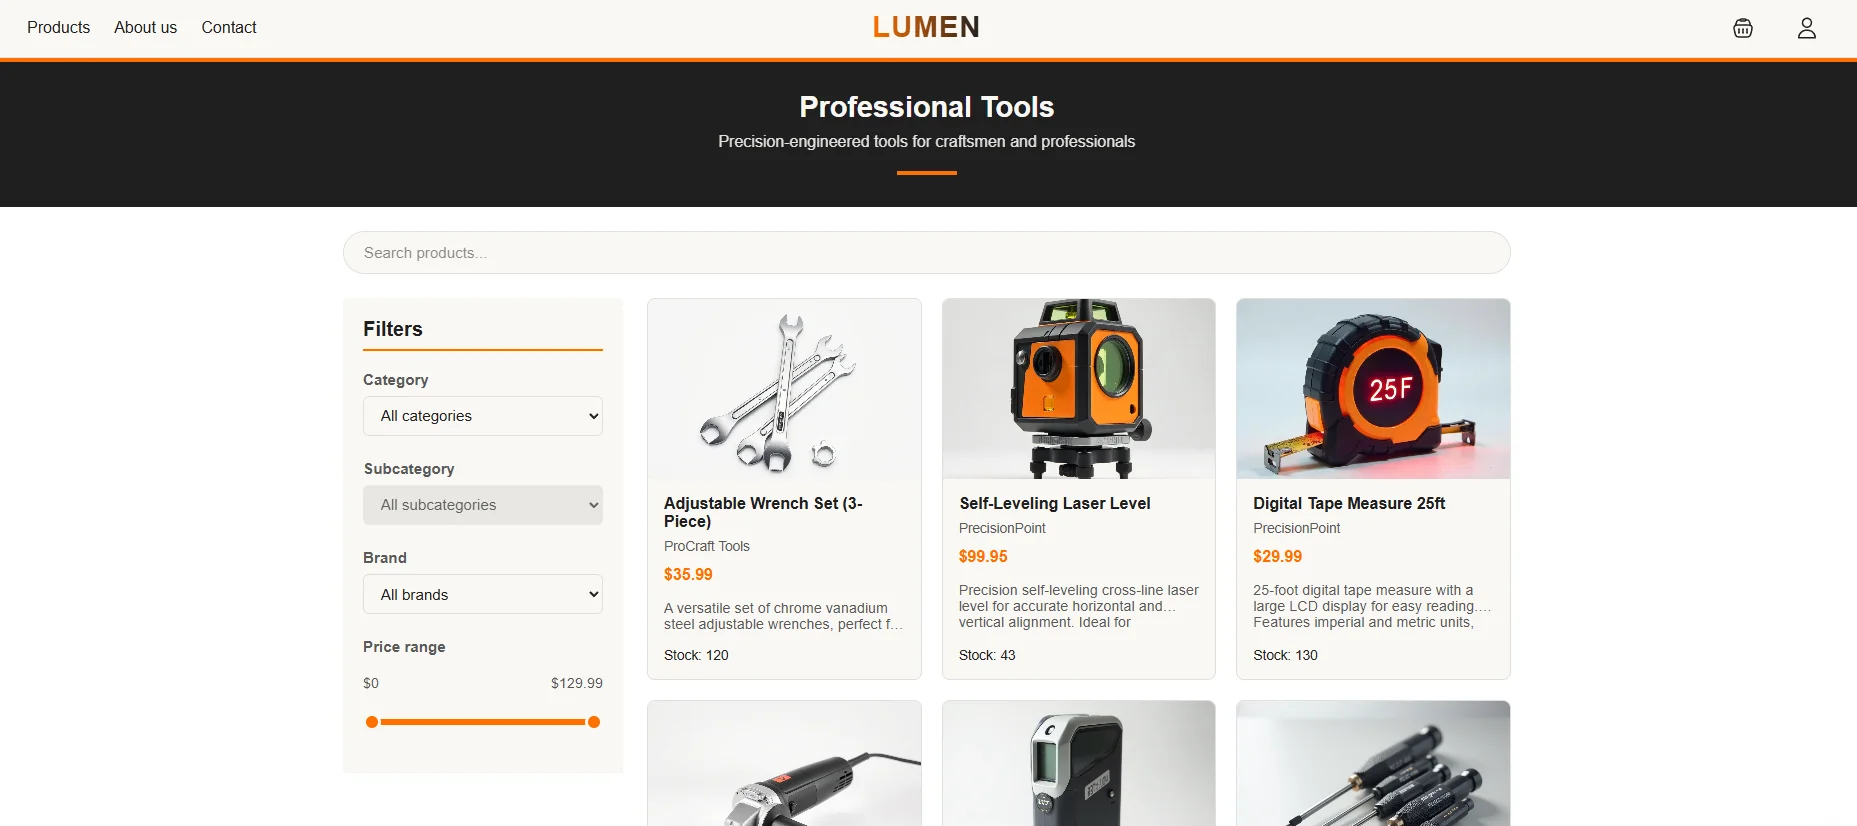 Products About us Contact
LUMEN
Professional Tools
Precision-engineered tools for craftsmen and professionals
Search products...
Filters
Category
All categories
Subcategory
All subcategories
Brand
All brands
Price range
$0 $129.99
Adjustable Wrench Set (3-
Piece)
ProCraft Tools
$35.99
A versatile set of chrome vanadium
steel adjustable wrenches, perfect f...
Stock: 120
Self-Leveling Laser Level
PrecisionPoint
$99.95
Precision self-leveling cross-line laser
level for accurate horizontal and...
vertical alignment. Ideal for
Stock: 43
25F
Digital Tape Measure 25ft
PrecisionPoint
$29.99
25-foot digital tape measure with a
large LCD display for easy reading....
Features imperial and metric units,
Stock: 130